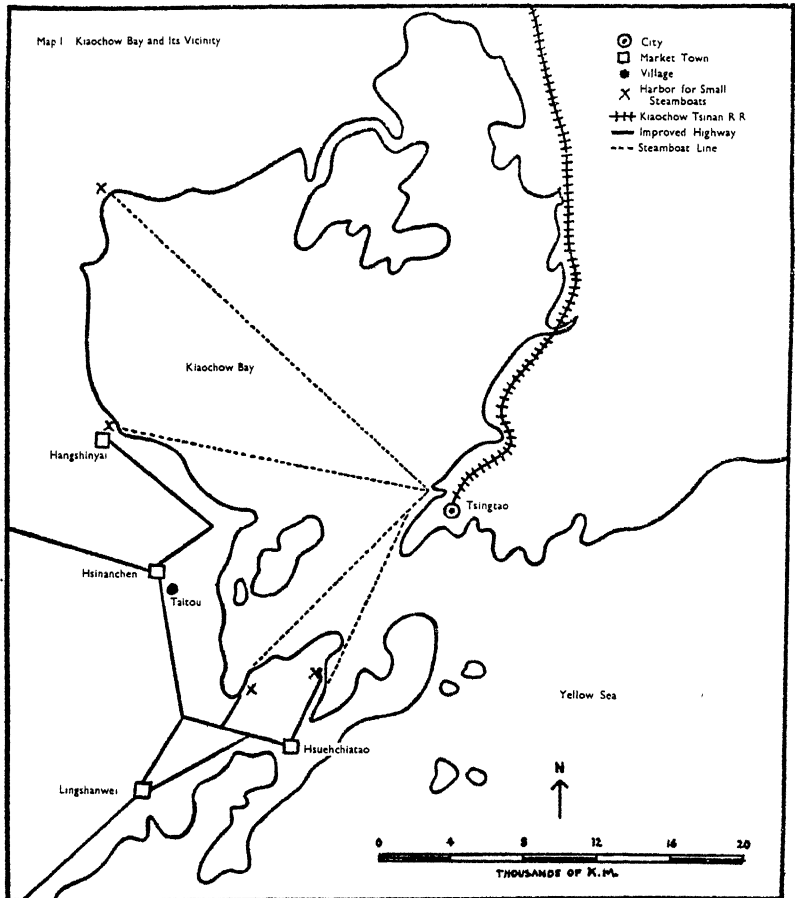 Map 1 Kiaochow Bay and Its Vicinity
City
Market Town
Village
Harbor for Small
Steamboats
Kiaochow Tsinan R R
Improved Highway
Steamboat Line
Kiaochow Bay
Hangshinyai
Tsingtao
Hsinanchen
Taitou
Yellow Sea
Hsuehchiatao
Lingshanwei
N
0 4 8 12 16 20
THOUSANDS OF K.M.